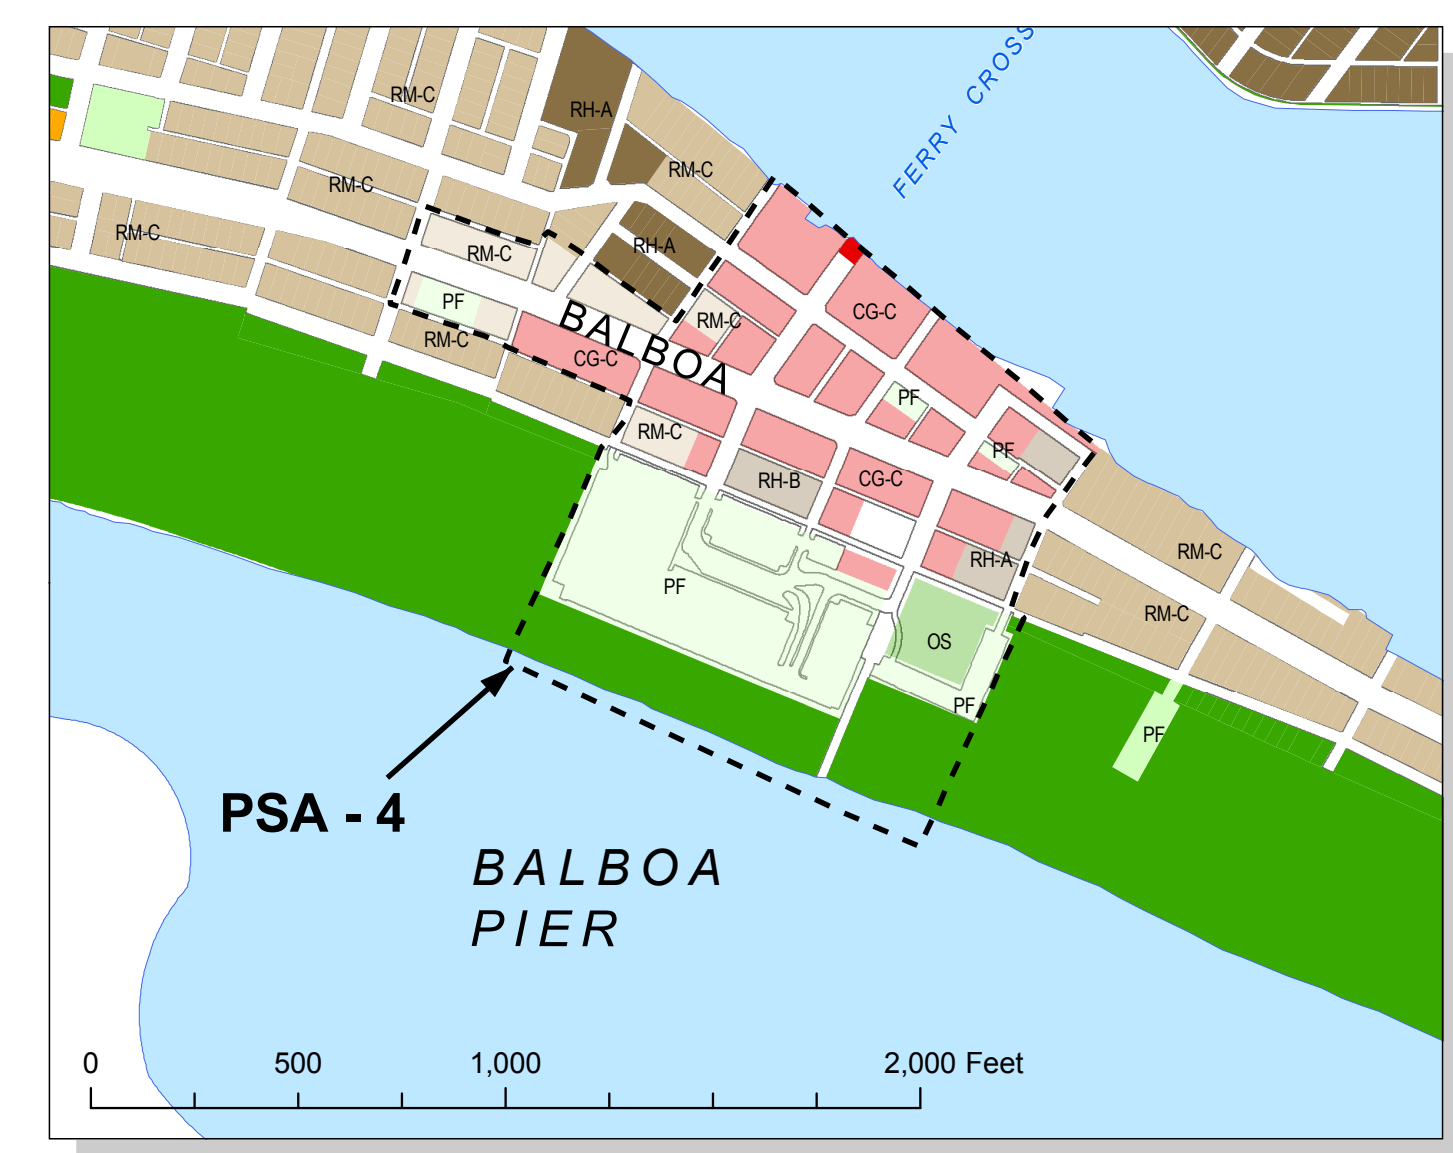 FERRY CROSS
RM-C
RH-A
RM-C
RM-C
RM-C
RH-A
RM-C
PF
RM-C
CG-C
BALBOA
RM-C
CG-C
PF
PF
RM-C
RH-B
CG-C
RH-A
RM-C
RM-C
PF
OS
PF
PF
PSA - 4
BALBOA
PIER
0 500 1,000 2,000 Feet